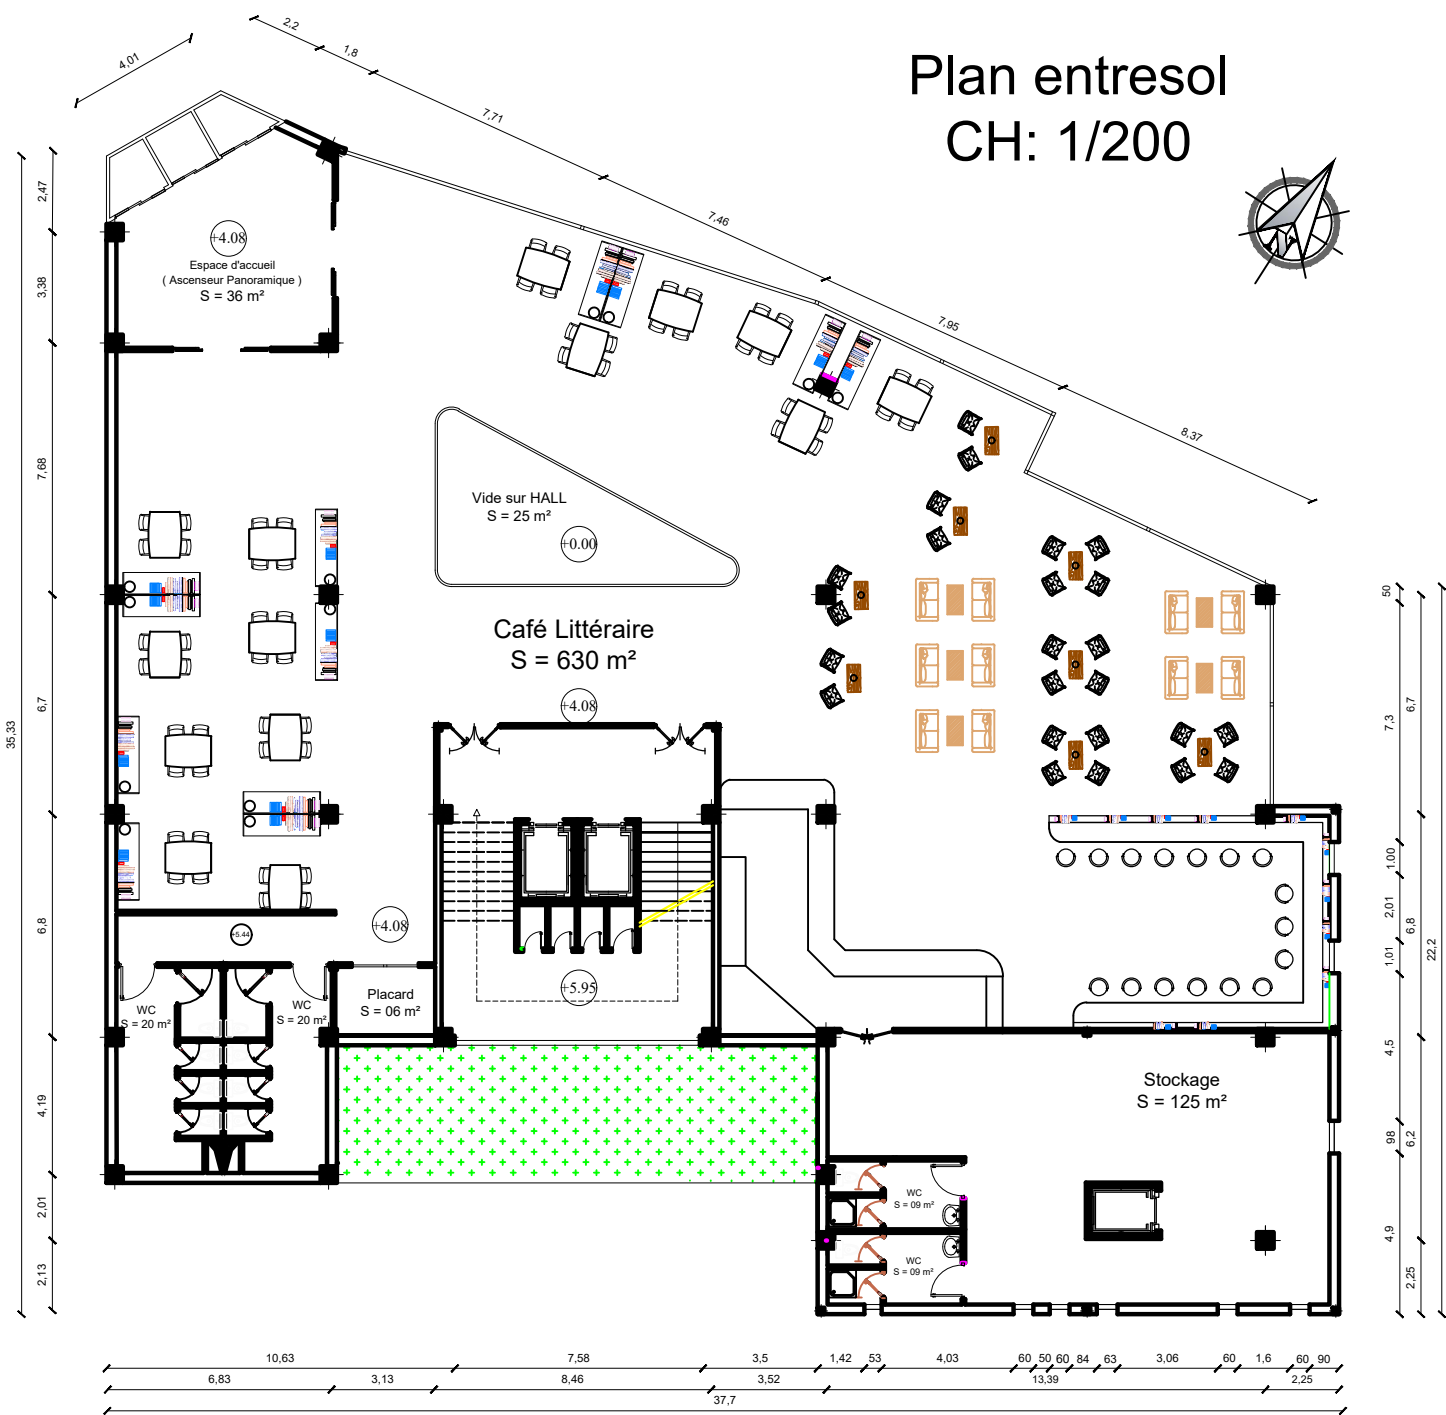 Plan entresol
CH: 1/200
2,2
1,8
4,01
7,71
7,46
7,95
8,37
N
35,33
2,47
3,38
7,68
6,7
6,8
4,19
2,01
2,13
+4.08
Espace d'accueil
( Ascenseur Panoramique )
S = 36 m²
Vide sur HALL
S = 25 m²
+0.00
Café Littéraire
S = 630 m²
+4.08
+4.08
+5.44
+5.95
WC
S = 20 m²
WC
S = 20 m²
Placard
S = 06 m²
Stockage
S = 125 m²
WC
S = 09 m²
WC
S = 09 m²
50
7,3
1.00
2,01
1,01
4,5
98
4,9
6,7
6,8
6,2
2,25
22,2
10,63
7,58
3,5
1,42
53
4,03
60
50
60
84
63
3,06
60
1,6
60
90
6,83
3,13
8,46
3,52
13,39
2,25
37,7